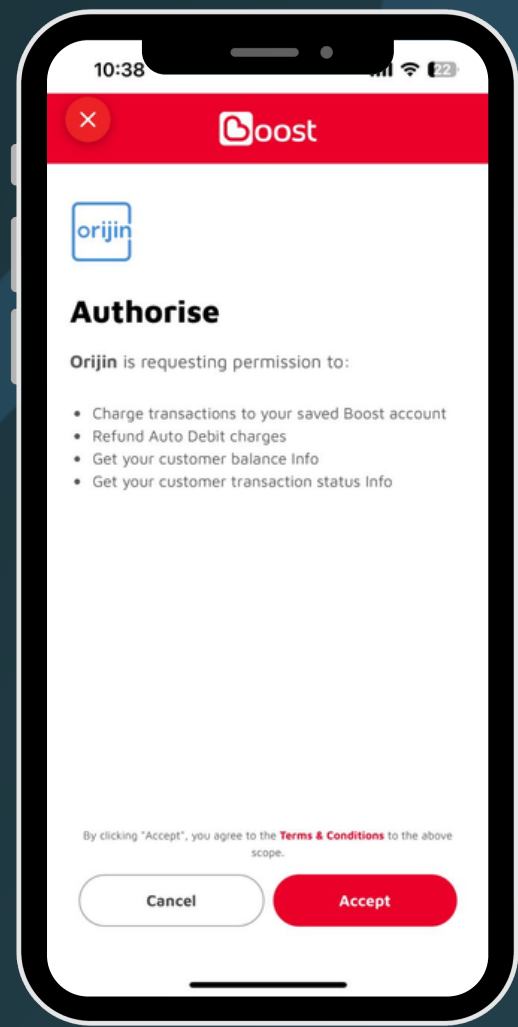 10:38
22
Boost
orijin
Authorise
Orijin is requesting permission to:
• Charge transactions to your saved Boost account
• Refund Auto Debit charges
• Get your customer balance Info
• Get your customer transaction status Info
By clicking "Accept", you agree to the Terms & Conditions to the above
scope.
Cancel
Accept